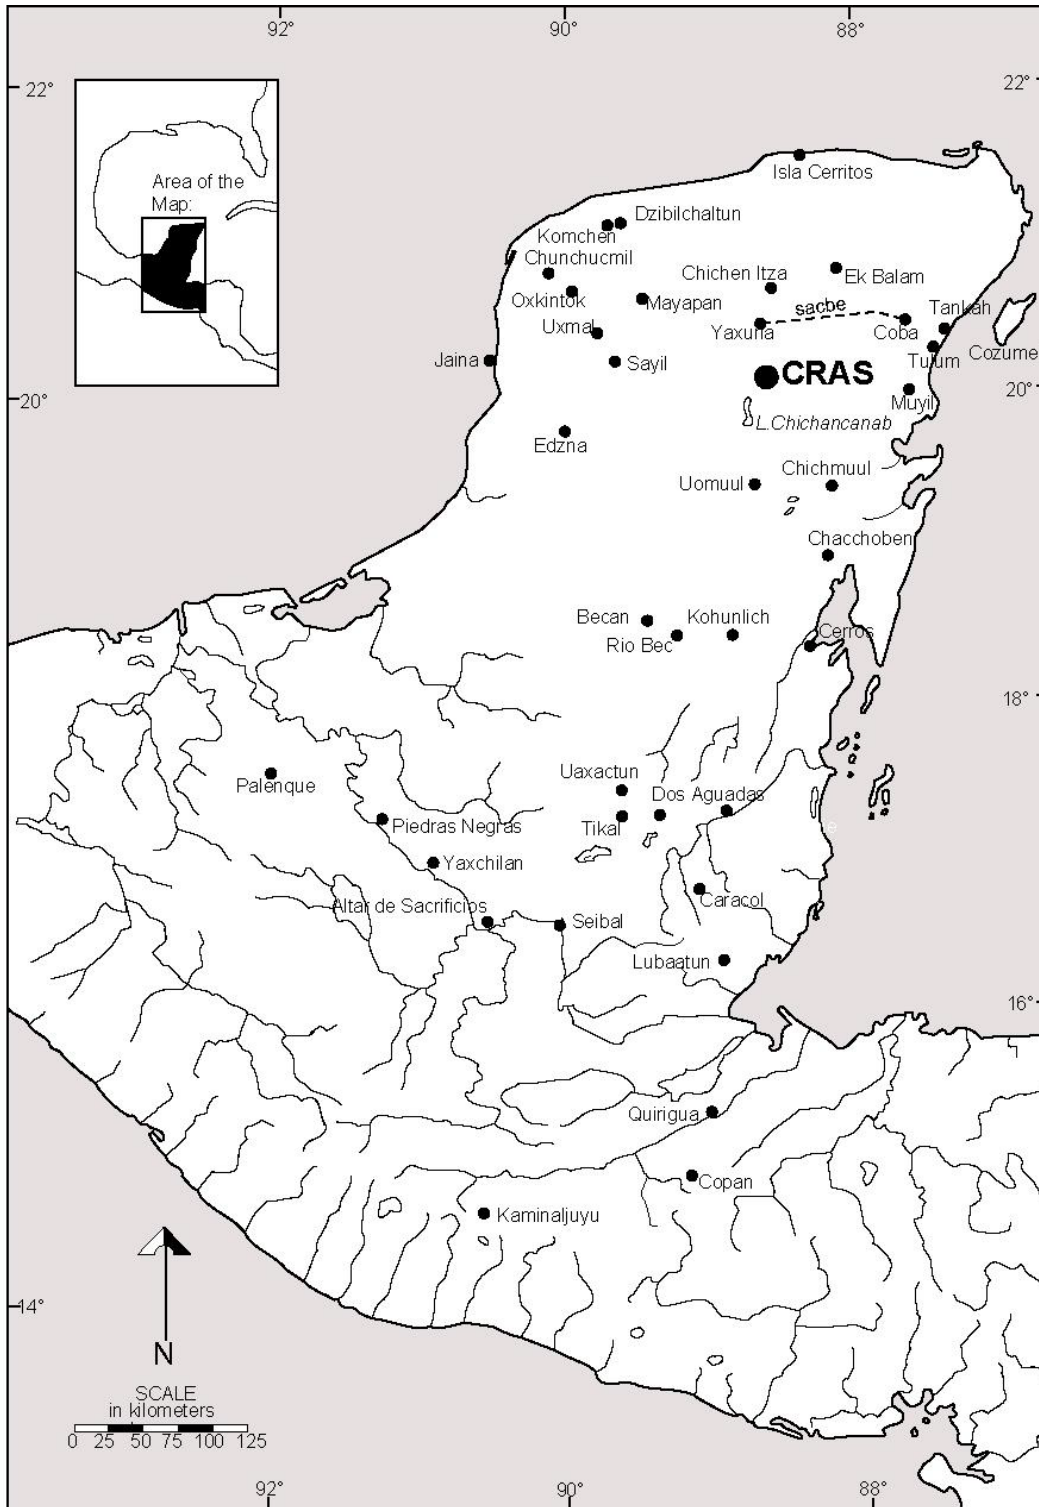 92°
90°
88°
22°
22°
Area of the
Map:
Isla Cerritos
Dzibilchaltun
Komchen
Chunchucmil
Chichen Itza
Ek Balam
Oxkintok
Mayapan
sacbe
Tankah
Uxmal
Yaxuna
Coba
Cozume
Jaina
Sayil
CRAS
Tulum
20°
20°
Muyil
L.Chichancanab
Edzna
Chichmuul
Uomuul
Chacchoben
Becan
Kohunlich
Rio Bec
Cerros
18°
Uaxactun
Palenque
Dos Aguadas
Piedras Negras
Tikal
Yaxchilan
Altar de Sacrificios
Caracol
Seibal
Lubaatun
16°
Quirigua
Copan
Kaminaljuyu
14°
N
SCALE
in kilometers
0 25 50 75 100 125
92°
90°
88°